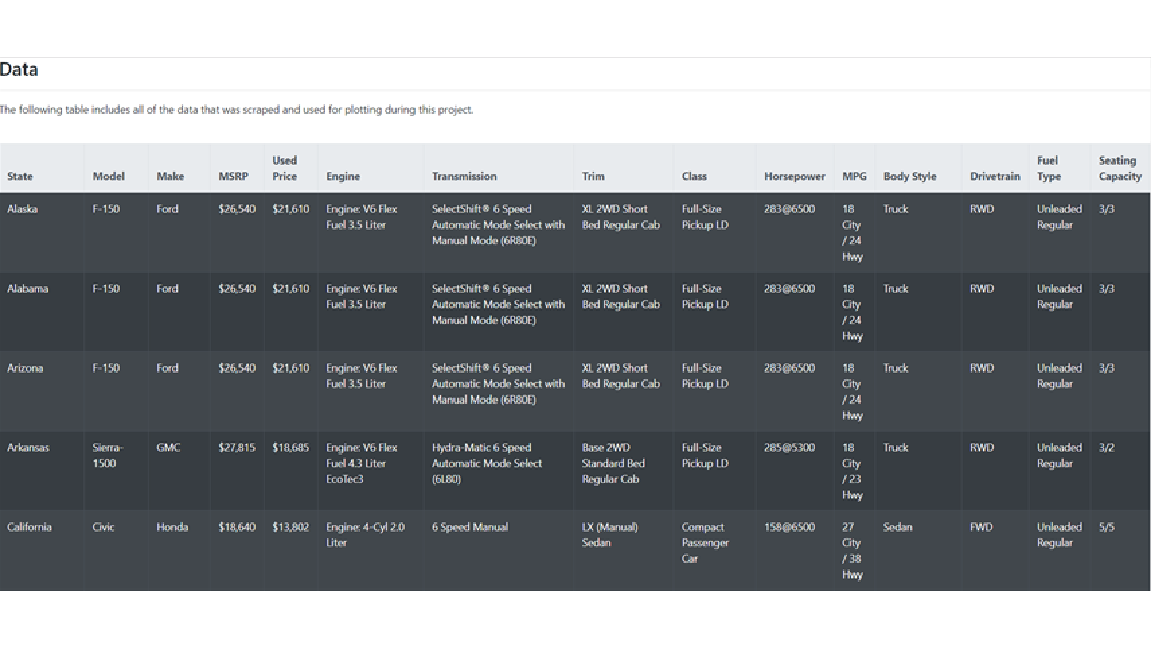 Data
The following table includes all of the data that was scraped and used for plotting during this project.
State Model Make MSRP Used Price Engine Transmission Trim Class Horsepower MPG Body Style Drivetrain Fuel Type Seating Capacity
Alaska F-150 Ford $26,540 $21,610 Engine: V6 Flex Fuel 3.5 Liter SelectShift® 6 Speed Automatic Mode Select with Manual Mode (6R80E) XL 2WD Short Bed Regular Cab Full-Size Pickup LD 283@6500 18 City / 24 Hwy Truck RWD Unleaded Regular 3/3
Alabama F-150 Ford $26,540 $21,610 Engine: V6 Flex Fuel 3.5 Liter SelectShift® 6 Speed Automatic Mode Select with Manual Mode (6R80E) XL 2WD Short Bed Regular Cab Full-Size Pickup LD 283@6500 18 City / 24 Hwy Truck RWD Unleaded Regular 3/3
Arizona F-150 Ford $26,540 $21,610 Engine: V6 Flex Fuel 3.5 Liter SelectShift® 6 Speed Automatic Mode Select with Manual Mode (6R80E) XL 2WD Short Bed Regular Cab Full-Size Pickup LD 283@6500 18 City / 24 Hwy Truck RWD Unleaded Regular 3/3
Arkansas Sierra-1500 GMC $27,815 $18,685 Engine: V6 Flex Fuel 4.3 Liter EcoTec3 Hydra-Matic 6 Speed Automatic Mode Select (6L80) Base 2WD Standard Bed Regular Cab Full-Size Pickup LD 285@5300 18 City / 23 Hwy Truck RWD Unleaded Regular 3/2
California Civic Honda $18,640 $13,802 Engine: 4-Cyl 2.0 Liter 6 Speed Manual LX (Manual) Sedan Compact Passenger Car 158@6500 27 City / 38 Hwy Sedan FWD Unleaded Regular 5/5